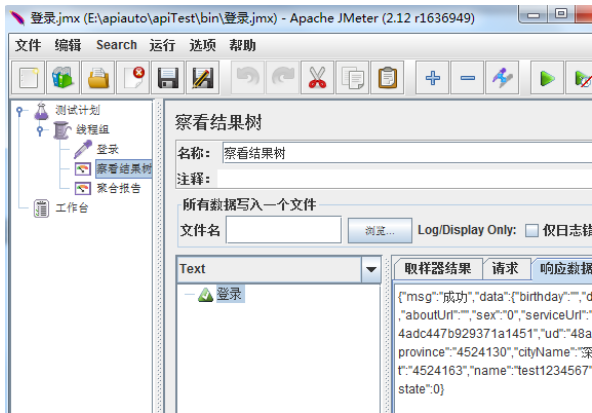 登录.jmx (E:\apiauto\apiTest\bin\登录.jmx) - Apache JMeter (2.12 r1636949)
文件 编辑 Search 运行 选项 帮助
测试计划
线程组
登录
察看结果树
聚合报告
工作台
察看结果树
名称: 察看结果树
注释:
所有数据写入一个文件
文件名 浏览... Log/Display Only: 仅日志错
Text
登录
取样器结果 请求 响应数据
{"msg":"成功","data":{"birthday":"","d
,"aboutUrl":"","sex":"0","serviceUrl":"
4adc447b929371a1451","ud":"48a
province":"4524130","cityName":"深
t":"4524163","name":"test1234567"
state":0}